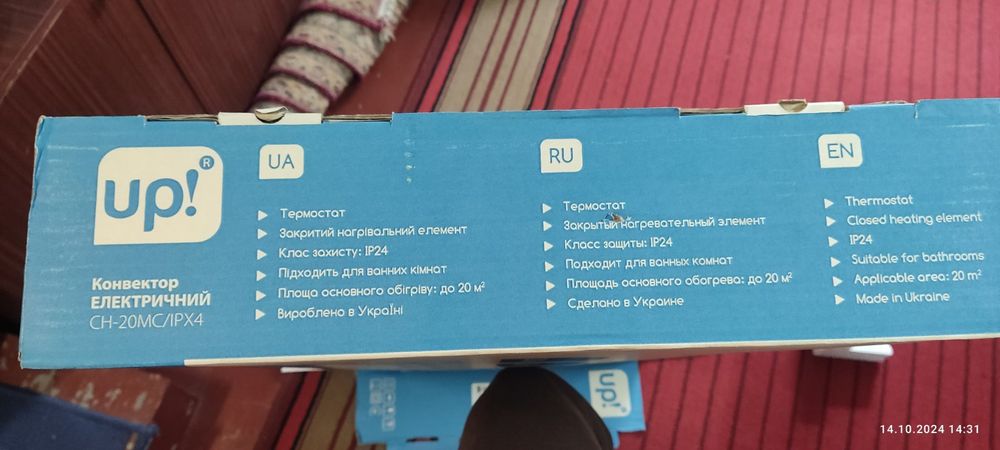 up!®
Конвектор
ЕЛЕКТРИЧНИЙ
CH-20MC/IPX4
UA
Термостат
Закритий нагрівальний елемент
Клас захисту: IP24
Підходить для ванних кімнат
Площа основного обігріву: до 20 м²
Вироблено в Україні
RU
Термостат
Закрытый нагревательный элемент
Класс защиты: IP24
Подходит для ванных комнат
Площадь основного обогрева: до 20 м²
Сделано в Украине
EN
Thermostat
Closed heating element
IP24
Suitable for bathrooms
Applicable area: 20 m²
Made in Ukraine
up!
14.10.2024 14:31